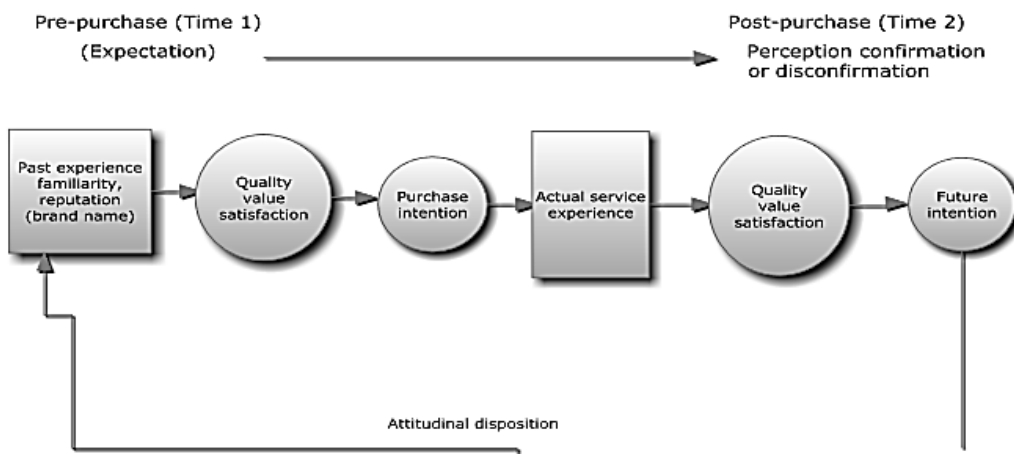 Pre-purchase (Time 1)
(Expectation)
Post-purchase (Time 2)
Perception confirmation
or disconfirmation
Past experience
familiarity,
reputation
(brand name)
Quality
value
satisfaction
Purchase
intention
Actual service
experience
Quality
value
satisfaction
Future
intention
Attitudinal disposition